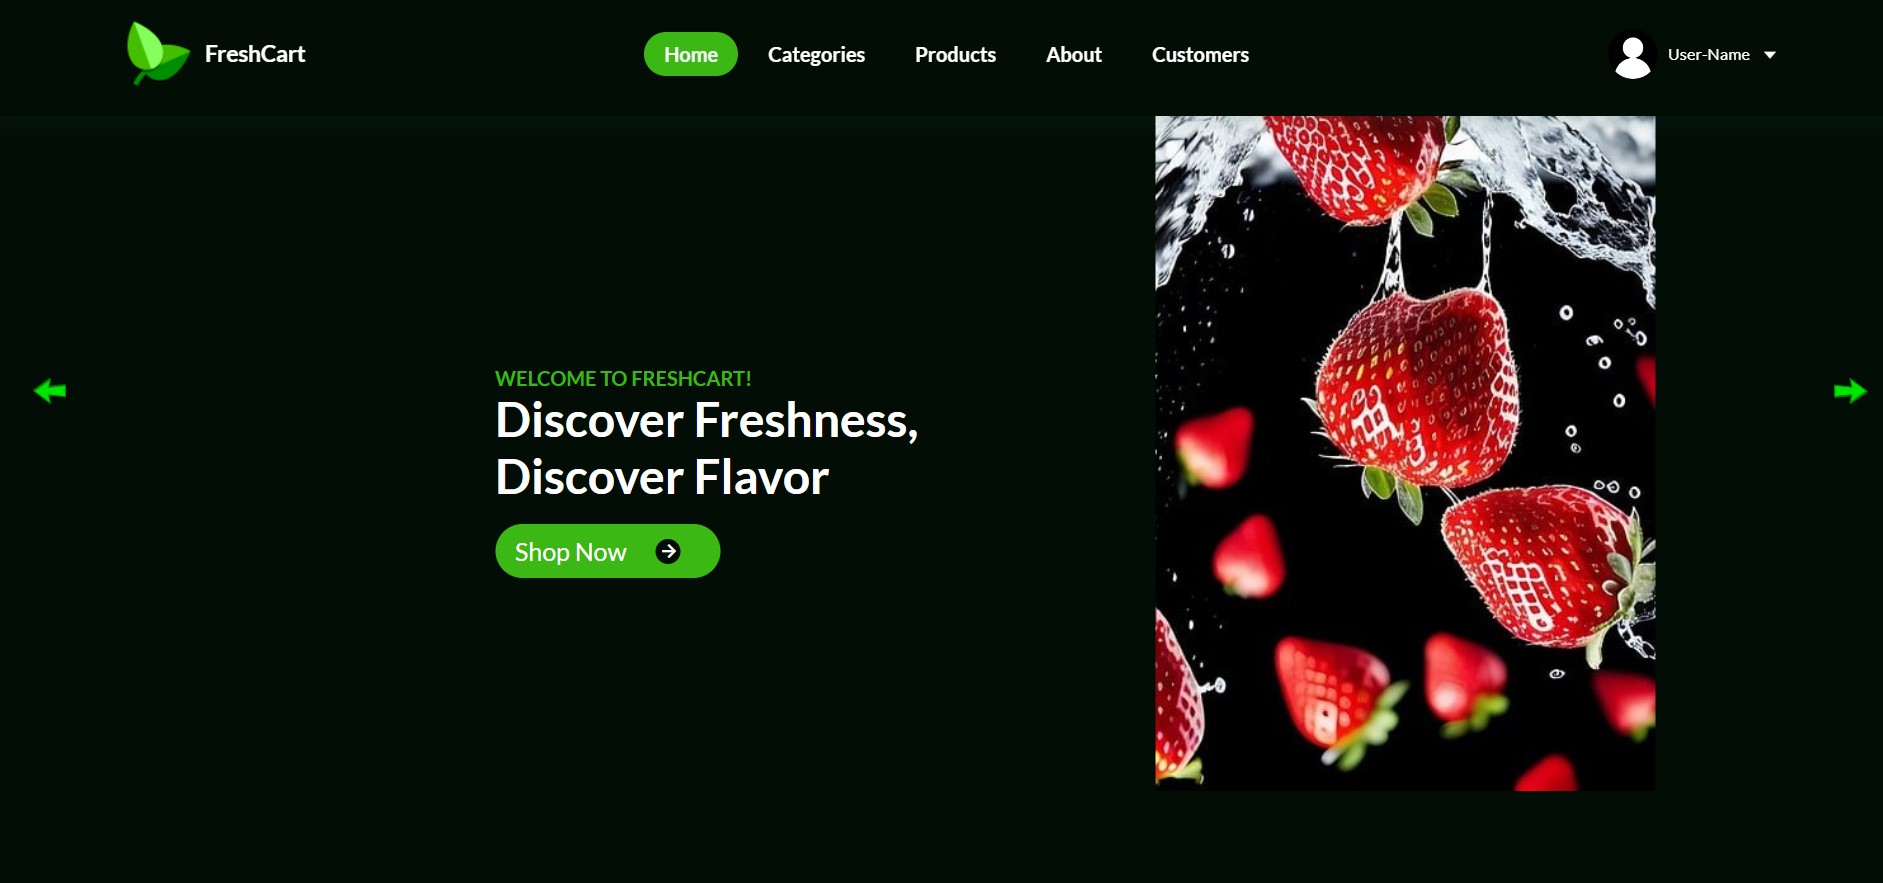 FreshCart
Home
Categories
Products
About
Customers
User-Name
WELCOME TO FRESHCART!
Discover Freshness,
Discover Flavor
Shop Now